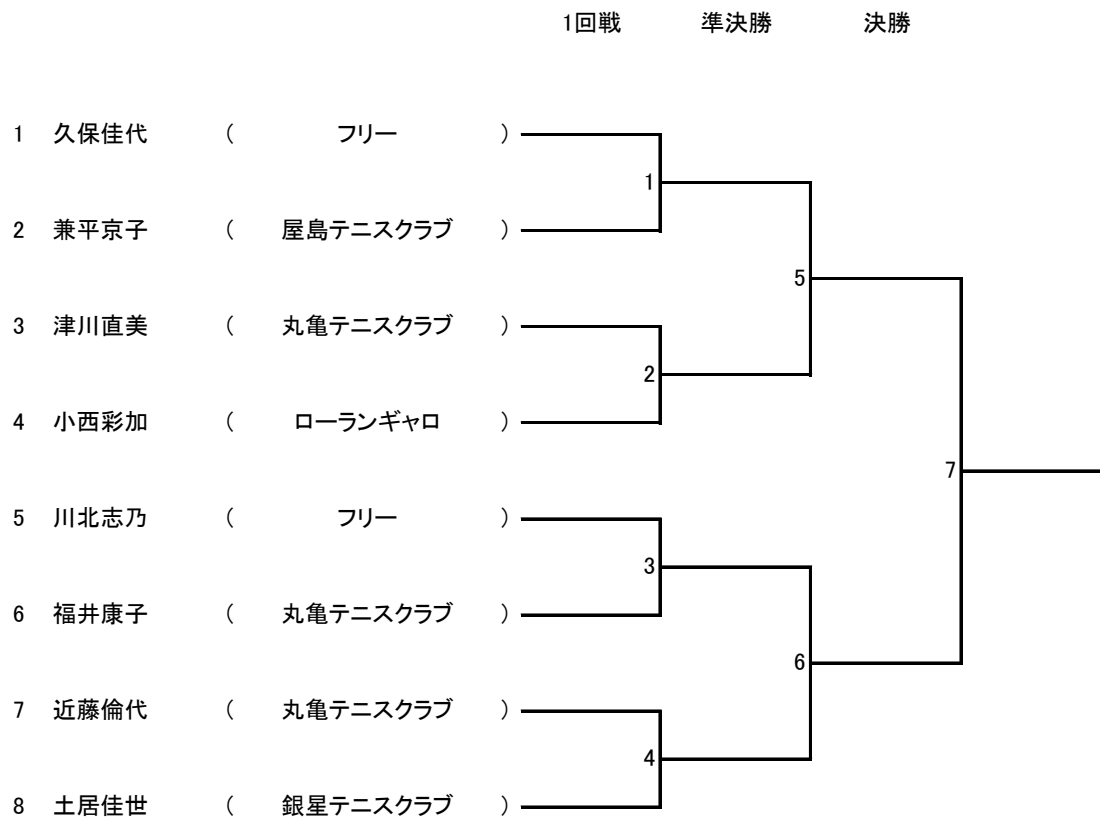 1回戦 準決勝 決勝
1 久保佳代 ( フリー )
1
2 兼平京子 ( 屋島テニスクラブ )
5
3 津川直美 ( 丸亀テニスクラブ )
2
4 小西彩加 ( ローランギャロ )
7
5 川北志乃 ( フリー )
3
6 福井康子 ( 丸亀テニスクラブ )
6
7 近藤倫代 ( 丸亀テニスクラブ )
4
8 土居佳世 ( 銀星テニスクラブ )